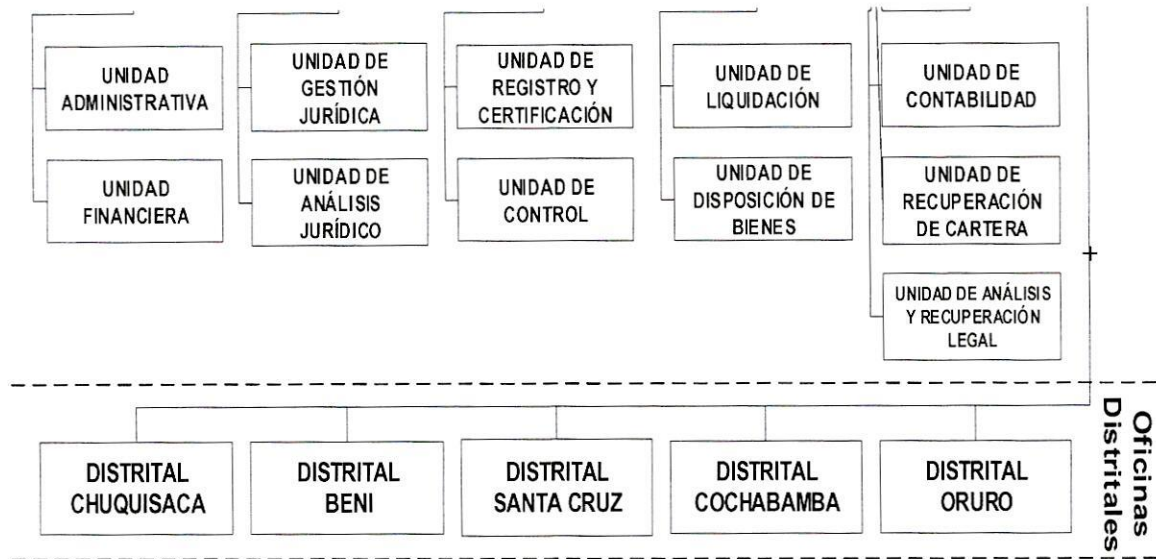 UNIDAD
ADMINISTRATIVA
UNIDAD DE
GESTIÓN
JURÍDICA
UNIDAD DE
REGISTRO Y
CERTIFICACIÓN
UNIDAD DE
LIQUIDACIÓN
UNIDAD DE
CONTABILIDAD
UNIDAD
FINANCIERA
UNIDAD DE
ANÁLISIS
JURÍDICO
UNIDAD DE
CONTROL
UNIDAD DE
DISPOSICIÓN DE
BIENES
UNIDAD DE
RECUPERACIÓN
DE CARTERA
UNIDAD DE ANÁLISIS
Y RECUPERACIÓN
LEGAL
DISTRITAL
CHUQUISACA
DISTRITAL
BENI
DISTRITAL
SANTA CRUZ
DISTRITAL
COCHABAMBA
DISTRITAL
ORURO
Oficinas
Distritales